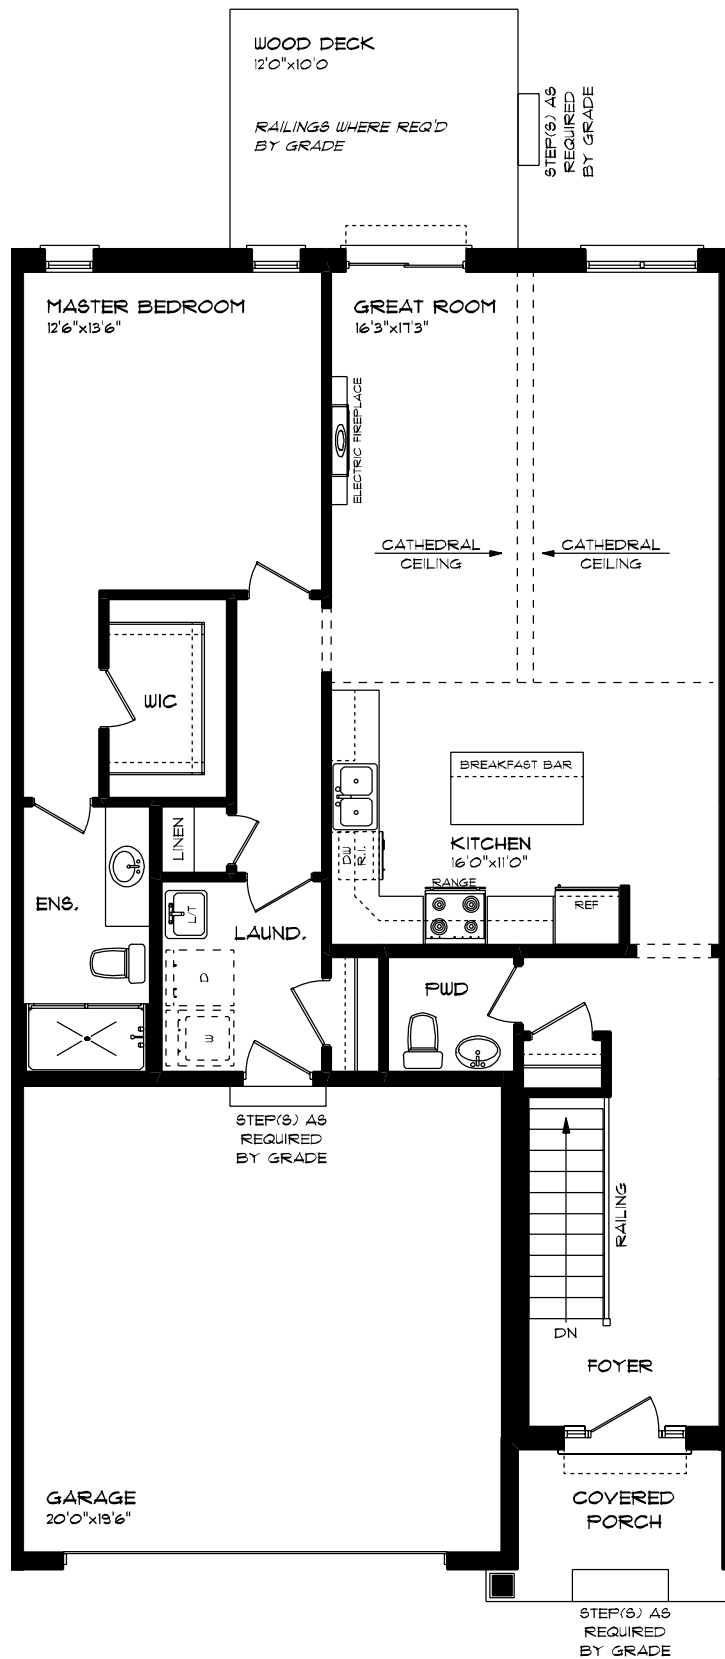 WOOD DECK
12'0"x10'0
RAILINGS WHERE REQ'D
BY GRADE
STEP(S) AS
REQUIRED
BY GRADE
MASTER BEDROOM
12'6"x13'6"
GREAT ROOM
16'3"x17'3"
ELECTRIC FIREPLACE
CATHEDRAL
CEILING
CATHEDRAL
CEILING
WIC
BREAKFAST BAR
LINEN
DW
R.I.
KITCHEN
16'0"x11'0"
RANGE
REF
ENS.
L/T
LAUND.
D
W
PWD
STEP(S) AS
REQUIRED
BY GRADE
RAILING
DN
FOYER
GARAGE
20'0"x19'6"
COVERED
PORCH
STEP(S) AS
REQUIRED
BY GRADE